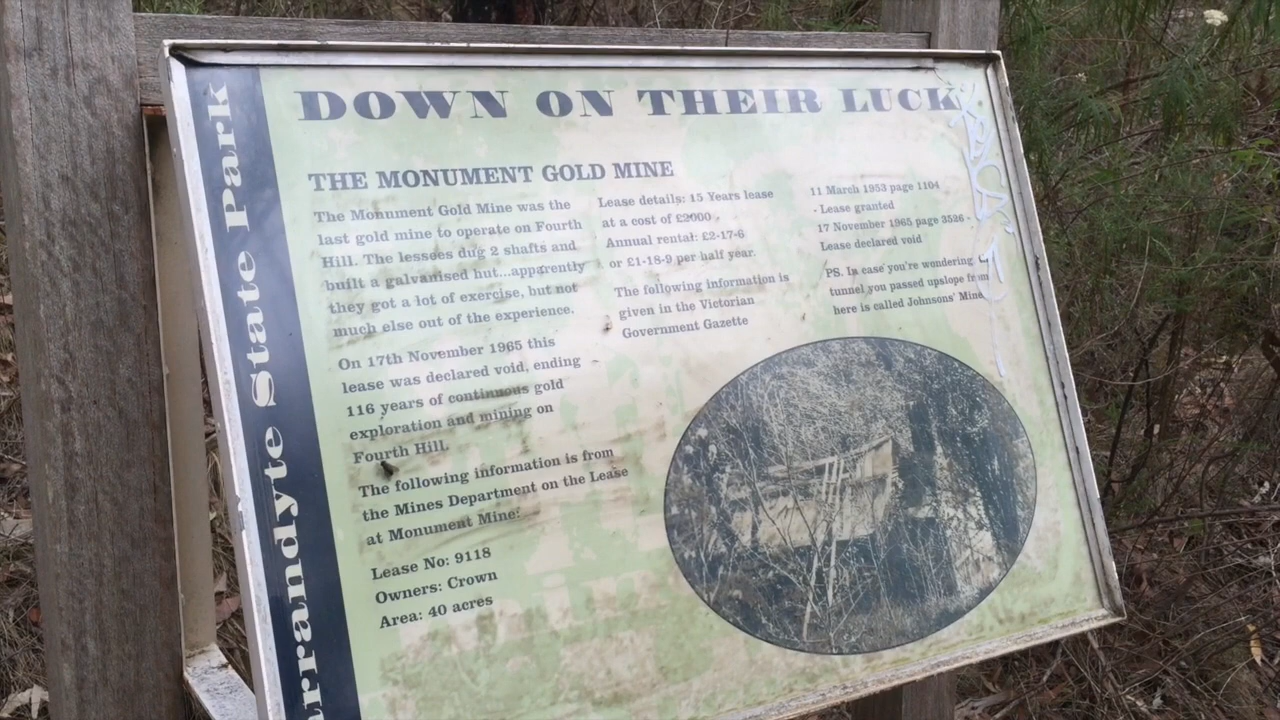 rrandyte State Park
DOWN ON THEIR LUCK
THE MONUMENT GOLD MINE
The Monument Gold Mine was the
last gold mine to operate on Fourth
Hill. The lessees dug 2 shafts and
built a galvanised hut...apparently
they got a lot of exercise, but not
much else out of the experience.
On 17th November 1965 this
lease was declared void, ending
116 years of continuous gold
exploration and mining on
Fourth Hill.
The following information is from
the Mines Department on the Lease
at Monument Mine:
Lease No: 9118
Owners: Crown
Area: 40 acres
Lease details: 15 Years lease
at a cost of £2000
Annual rental: £2-17-6
or £1-18-9 per half year.
The following information is
given in the Victorian
Government Gazette
11 March 1953 page 1104
- Lease granted
17 November 1965 page 3526 -
Lease declared void
PS. In case you're wondering
tunnel you passed upslope from
here is called Johnsons' Mine